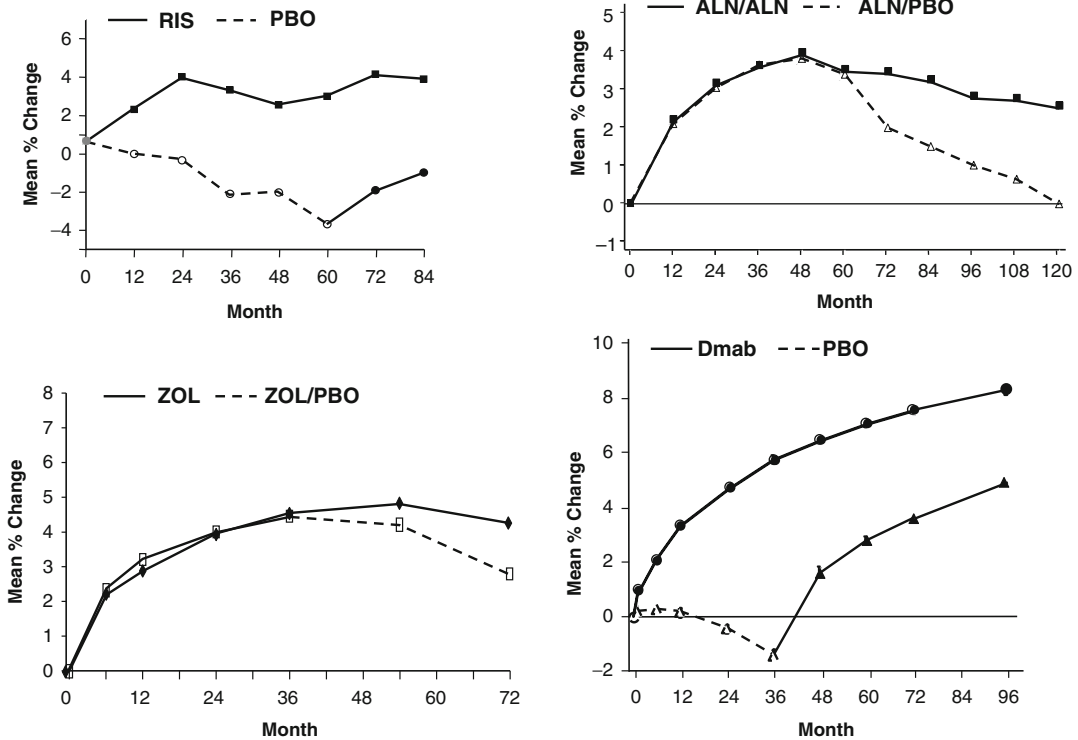 RIS PBO
6
4
2
0
−2
−4
Mean % Change
0 12 24 36 48 60 72 84
Month
ALN/ALN ALN/PBO
5
4
3
2
1
0
−1
Mean % Change
0 12 24 36 48 60 72 84 96 108 120
Month
ZOL ZOL/PBO
8
7
6
5
4
3
2
1
0
Mean % Change
0 12 24 36 48 60 72
Month
Dmab PBO
10
8
6
4
2
0
−2
Mean % Change
0 12 24 36 48 60 72 84 96
Month